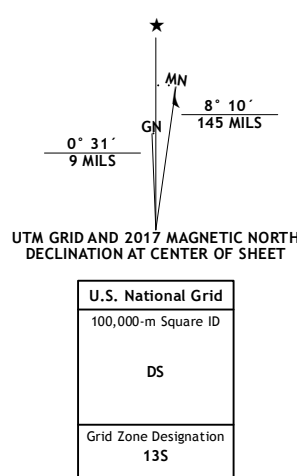 MN
GN
8° 10´
145 MILS
0° 31´
9 MILS
UTM GRID AND 2017 MAGNETIC NORTH
DECLINATION AT CENTER OF SHEET
U.S. National Grid
100,000-m Square ID
DS
Grid Zone Designation
13S